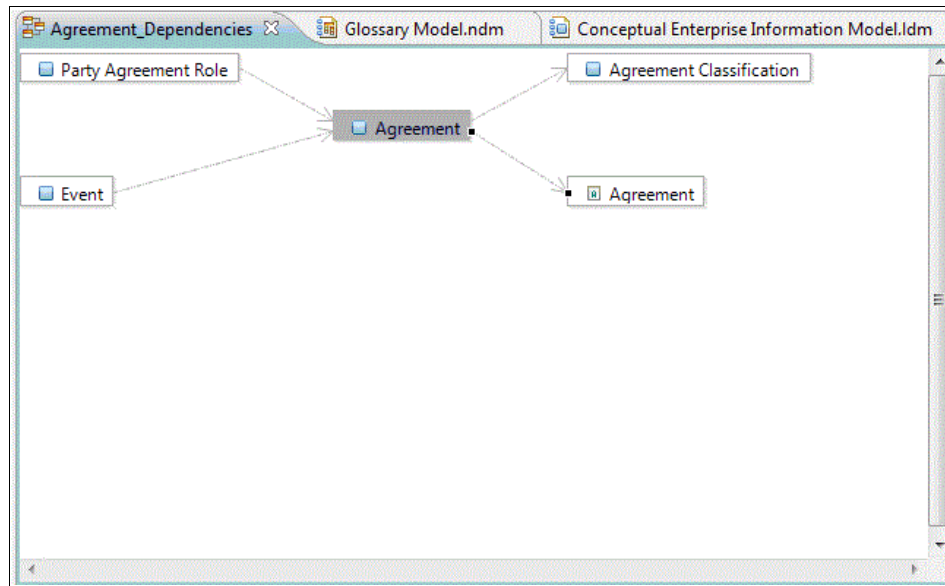 Agreement_Dependencies Glossary Model.ndm Conceptual Enterprise Information Model.ldm
Party Agreement Role Agreement Classification
Agreement
Event Agreement